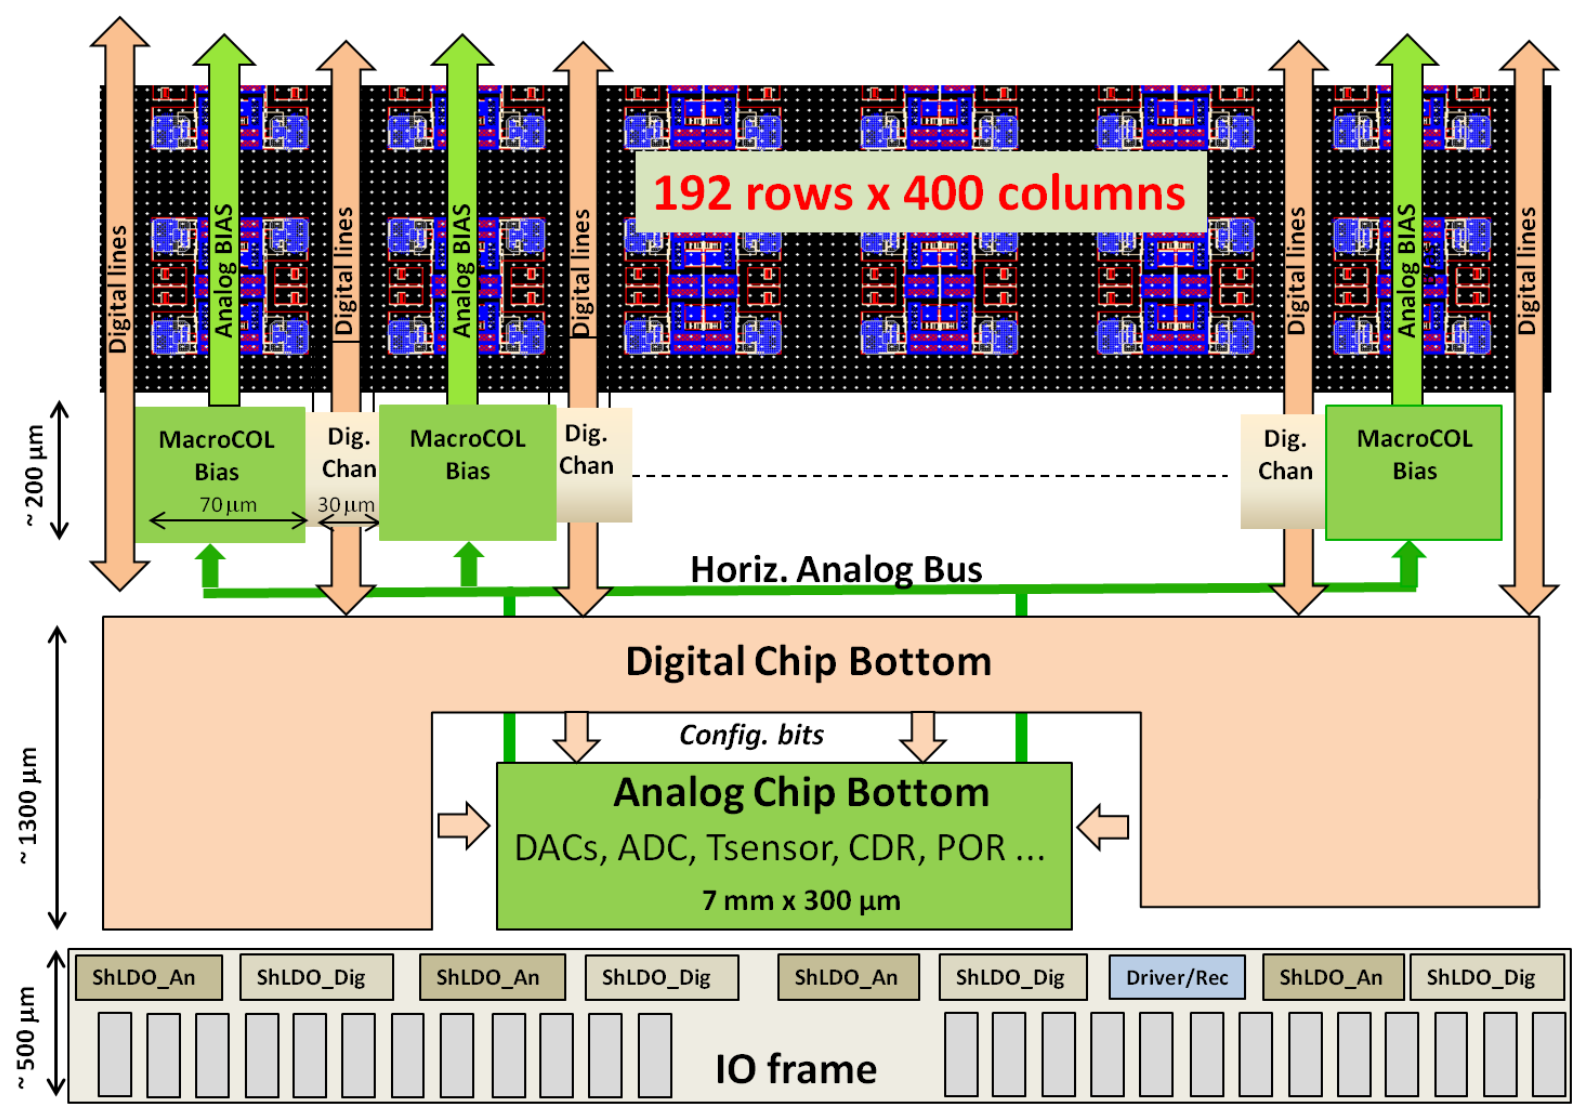 192 rows x 400 columns
Digital lines
Analog BIAS
Digital lines
Analog BIAS
Digital lines
Digital lines
Analog BIAS
Digital lines
~ 200 µm
MacroCOL
Bias
70 µm
Dig.
Chan
30 µm
MacroCOL
Bias
Dig.
Chan
Dig.
Chan
MacroCOL
Bias
Horiz. Analog Bus
~ 1300 µm
Digital Chip Bottom
Config. bits
Analog Chip Bottom
DACs, ADC, Tsensor, CDR, POR ...
7 mm x 300 µm
~ 500 µm
ShLDO_An
ShLDO_Dig
ShLDO_An
ShLDO_Dig
ShLDO_An
ShLDO_Dig
Driver/Rec
ShLDO_An
ShLDO_Dig
IO frame